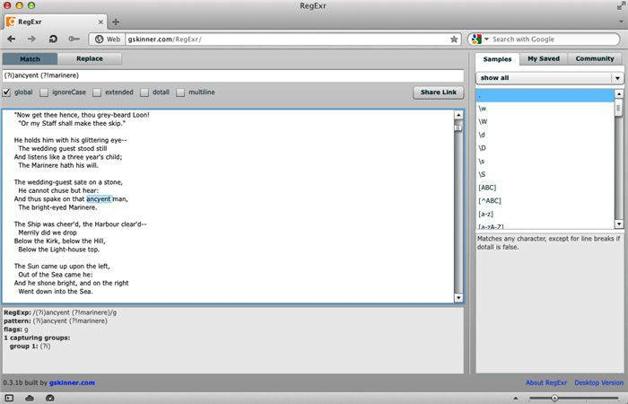 RegExr
RegExr
Web gskinner.com/RegExr/
Search with Google
Match Replace
Samples My Saved Community
(?i)ancyent (?!marinere)
show all
global ignoreCase extended dotall multiline
Share Link
"Now get thee hence, thou grey-beard Loon!
"Or my Staff shall make thee skip."
He holds him with his glittering eye--
The wedding guest stood still
And listens like a three year's child;
The Marinere hath his will.
The wedding-guest sate on a stone,
He cannot chuse but hear:
And thus spake on that ancyent man,
The bright-eyed Marinere.
The Ship was cheer'd, the Harbour clear'd--
Merrily did we drop
Below the Kirk, below the Hill,
Below the Light-house top.
The Sun came up upon the left,
Out of the Sea came he:
And he shone bright, and on the right
Went down into the Sea.
.
\w
\W
\d
\D
\s
\S
[ABC]
[^ABC]
[a-z]
[a-zA-Z]
Matches any character, except for line breaks if
dotall is false.
RegExp: /(?i)ancyent (?!marinere)/g
pattern: (?i)ancyent (?!marinere)
flags: g
1 capturing groups:
group 1: (?i)
0.3.1b built by gskinner.com
About RegExr Desktop Version